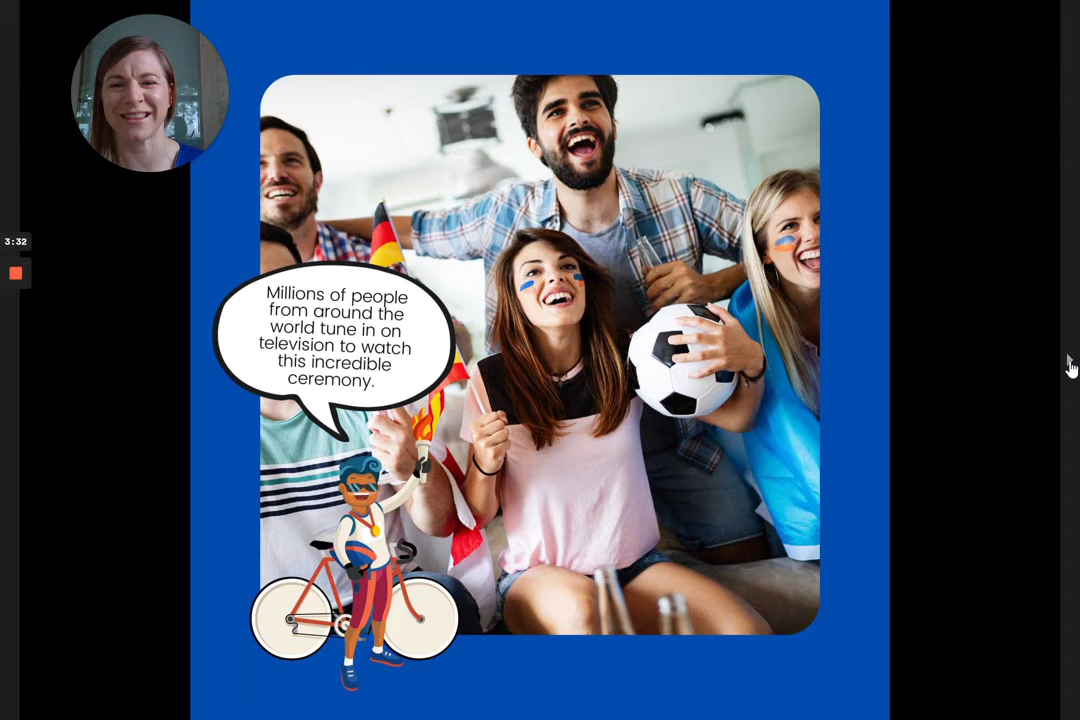 3:32
Millions of people
from around the
world tune in on
television to watch
this incredible
ceremony.